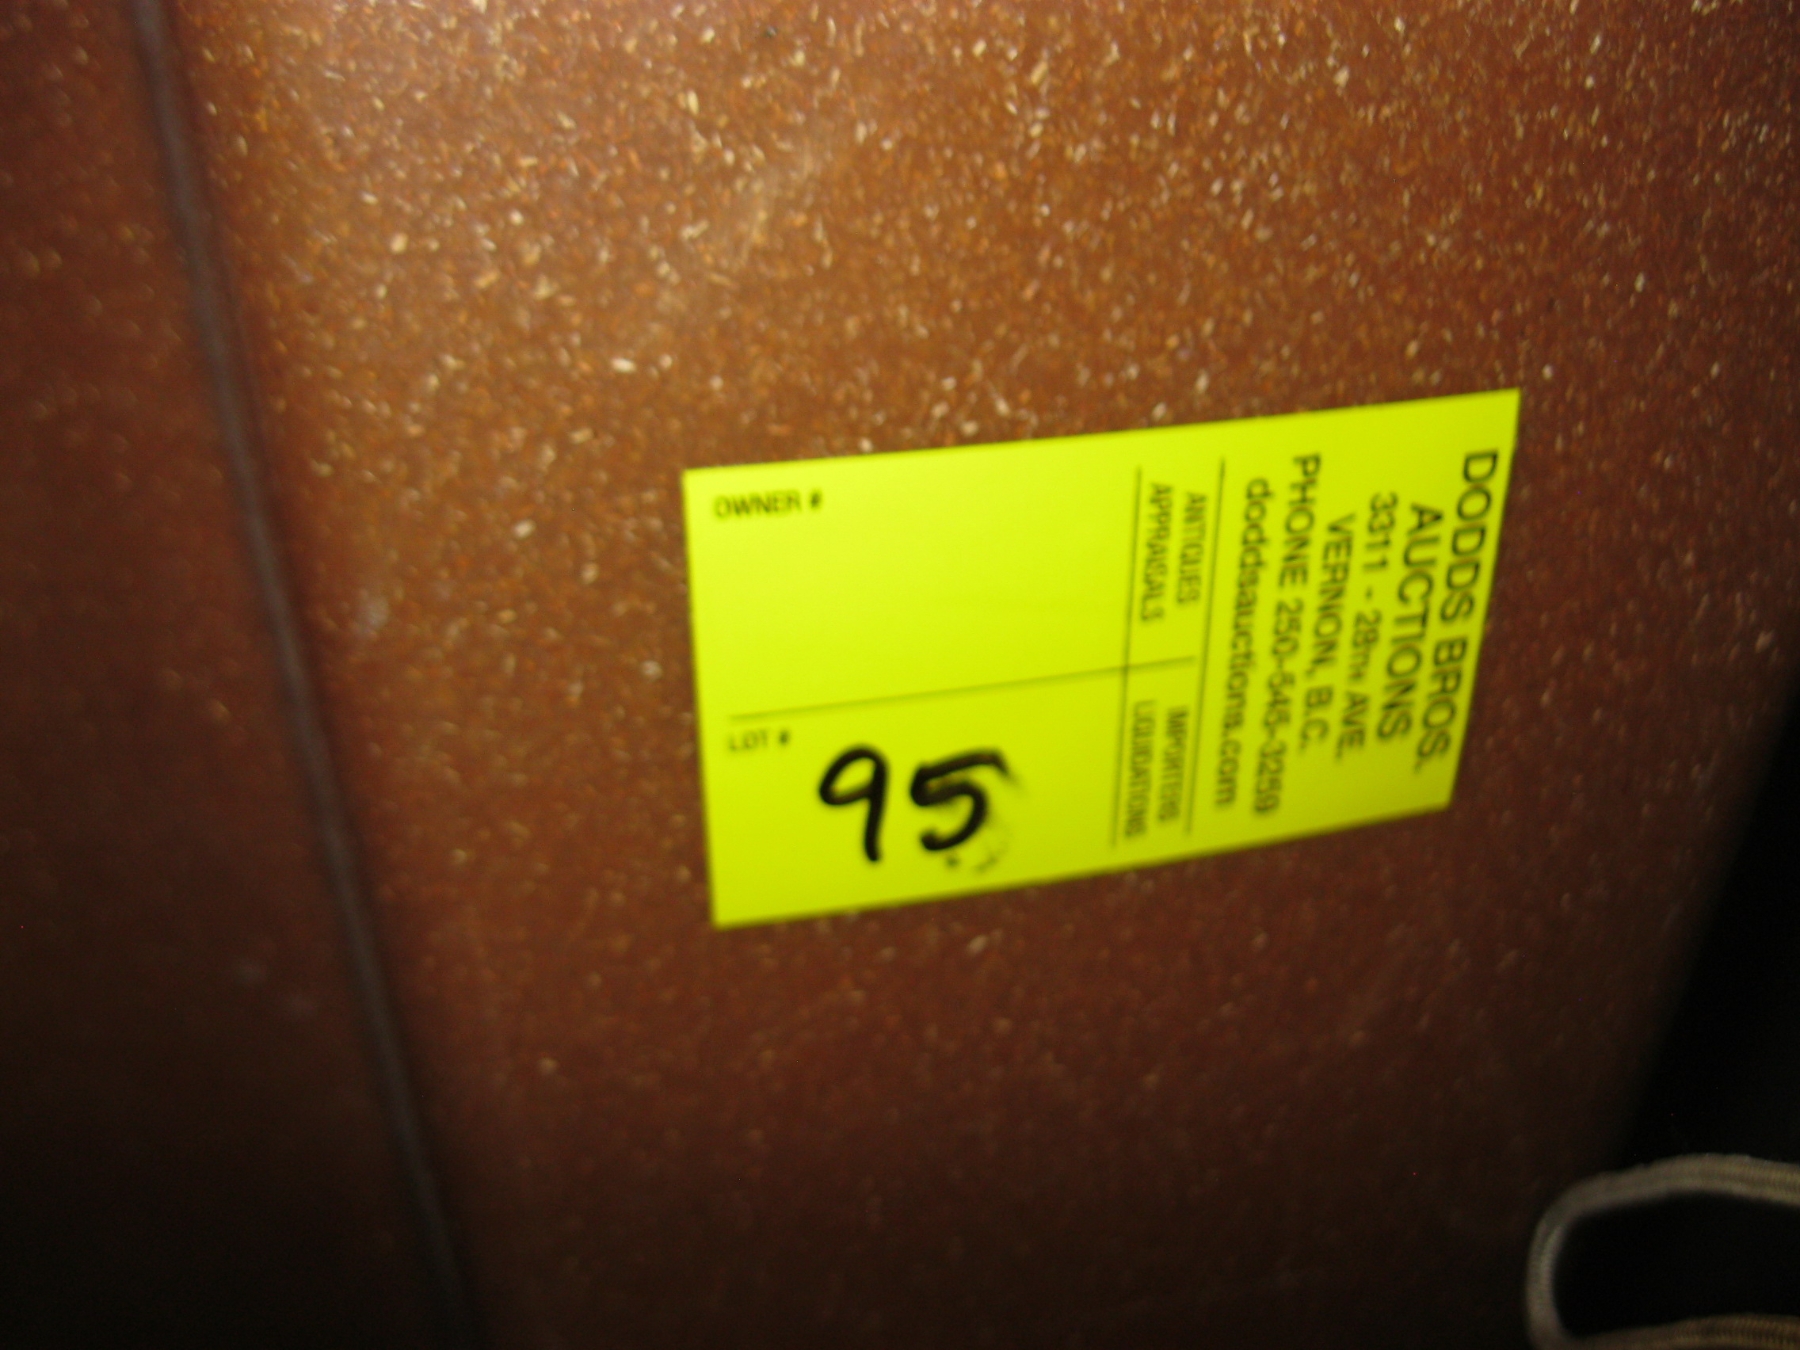 DODDS BROS.
AUCTIONS
3311 - 28TH AVE.
VERNON, B.C.
PHONE 250-545-3259
doddsauctions.com
ANTIQUES
APPRAISALS
IMPORTERS
LIQUIDATIONS
OWNER #
LOT #
95